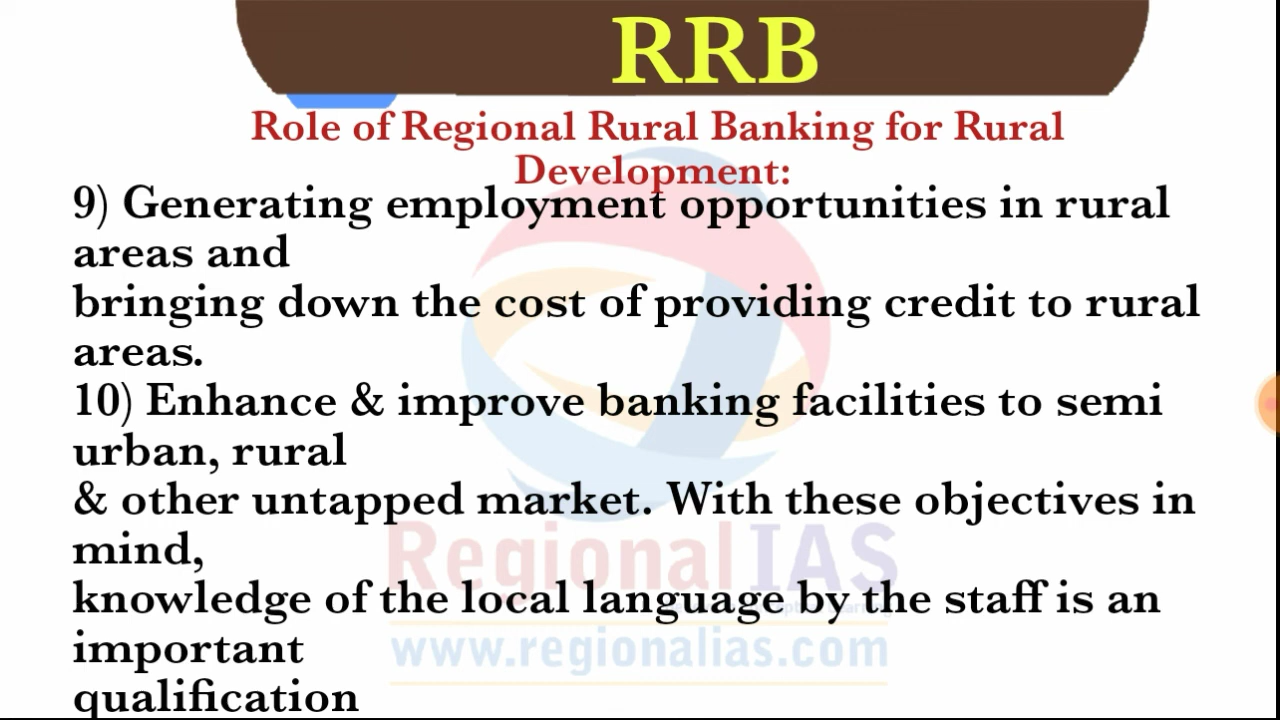 RRB
Role of Regional Rural Banking for Rural
Development:
9) Generating employment opportunities in rural
areas and
bringing down the cost of providing credit to rural
areas.
10) Enhance & improve banking facilities to semi
urban, rural
& other untapped market. With these objectives in
mind,
knowledge of the local language by the staff is an
important
qualification
Regional IAS
www.regionalias.com